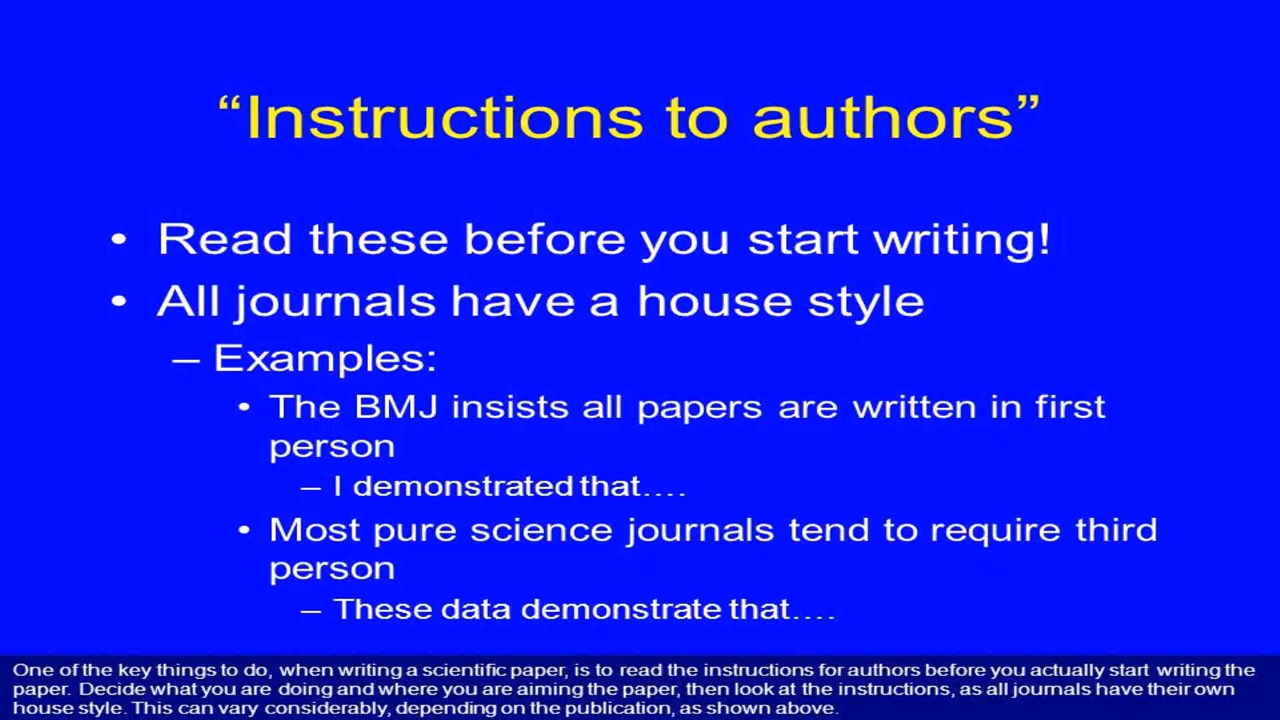 “Instructions to authors”
• Read these before you start writing!
• All journals have a house style
– Examples:
• The BMJ insists all papers are written in first
person
– I demonstrated that….
• Most pure science journals tend to require third
person
– These data demonstrate that….
One of the key things to do, when writing a scientific paper, is to read the instructions for authors before you actually start writing the
paper. Decide what you are doing and where you are aiming the paper, then look at the instructions, as all journals have their own
house style. This can vary considerably, depending on the publication, as shown above.